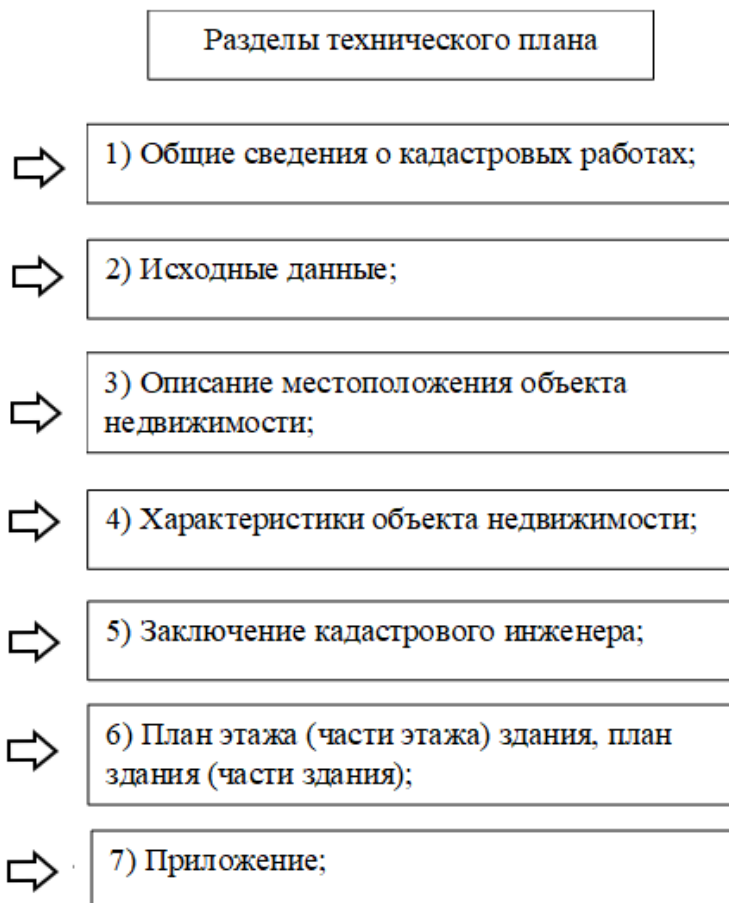 Разделы технического плана
1) Общие сведения о кадастровых работах;
2) Исходные данные;
3) Описание местоположения объекта
недвижимости;
4) Характеристики объекта недвижимости;
5) Заключение кадастрового инженера;
6) План этажа (части этажа) здания, план
здания (части здания);
7) Приложение;